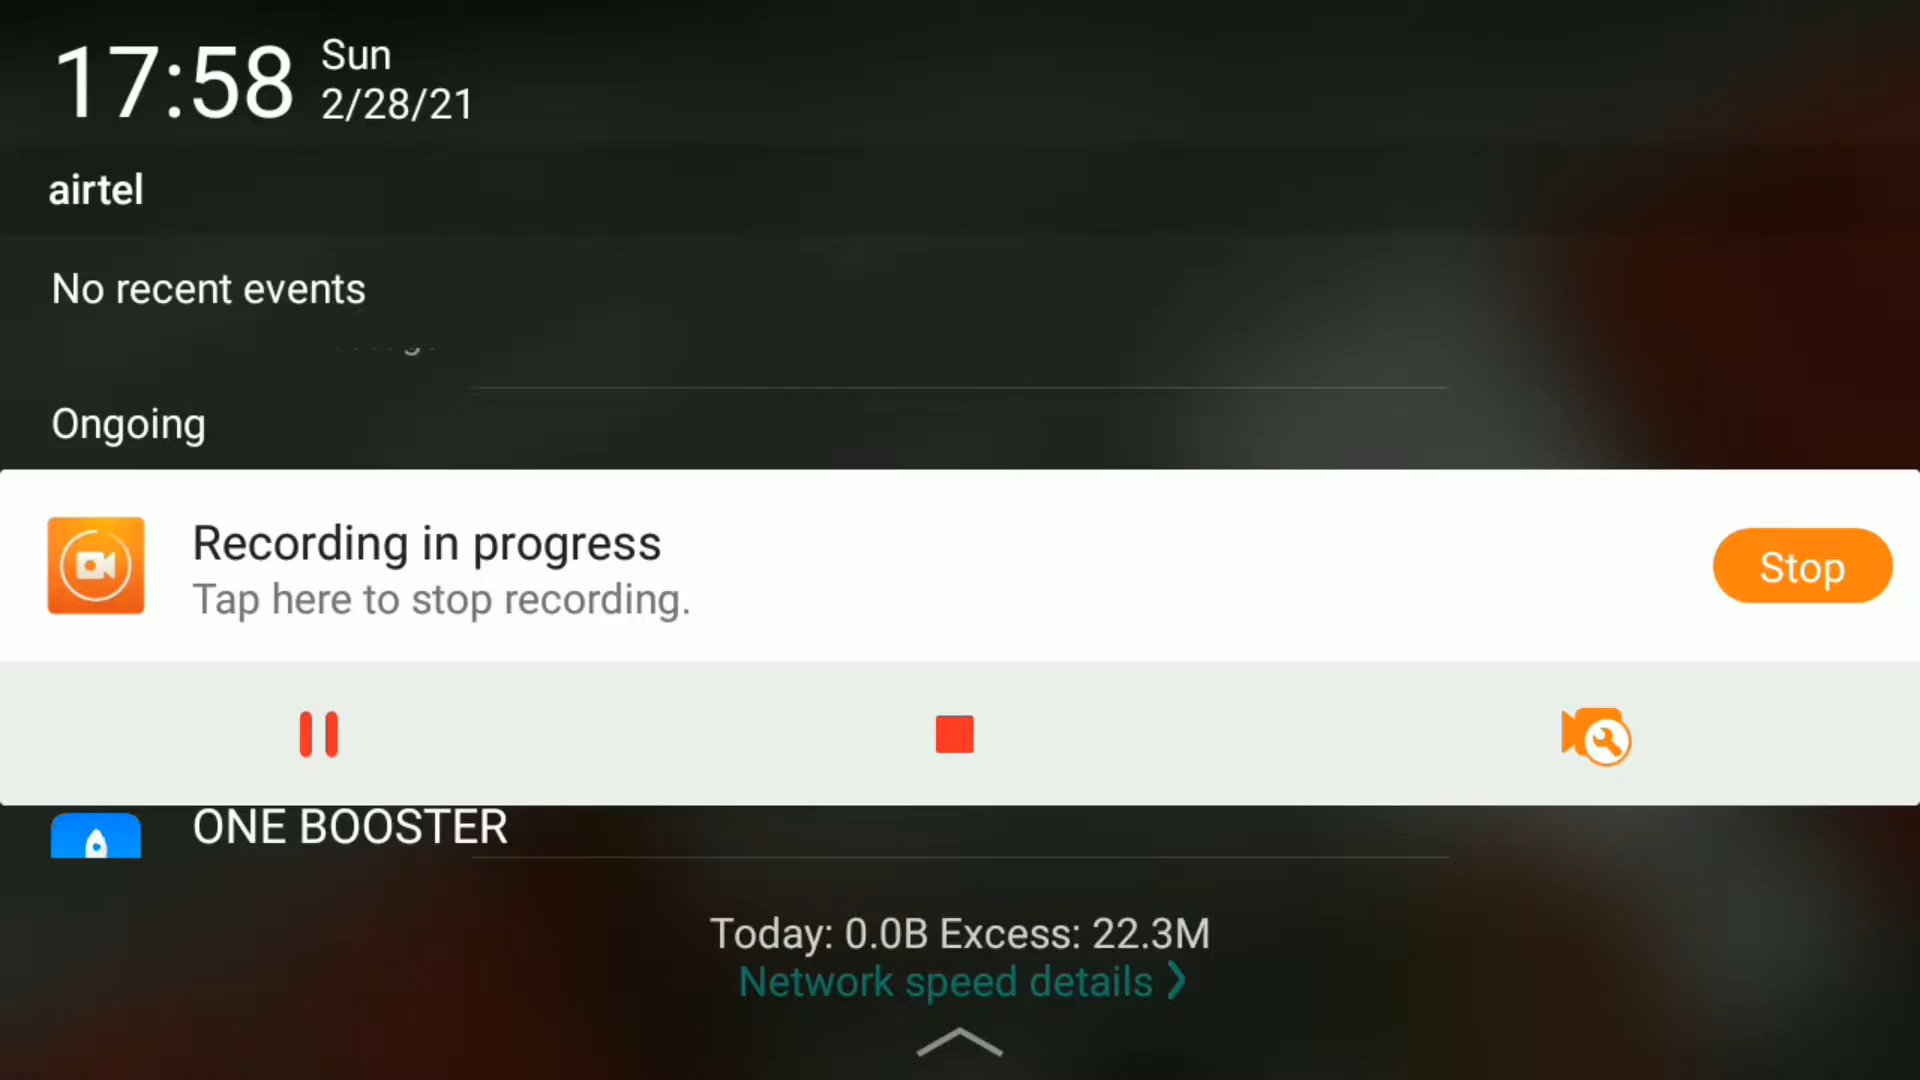 17:58
Sun
2/28/21
airtel
No recent events
Ongoing
Recording in progress
Tap here to stop recording.
Stop
ONE BOOSTER
Today: 0.0B Excess: 22.3M
Network speed details